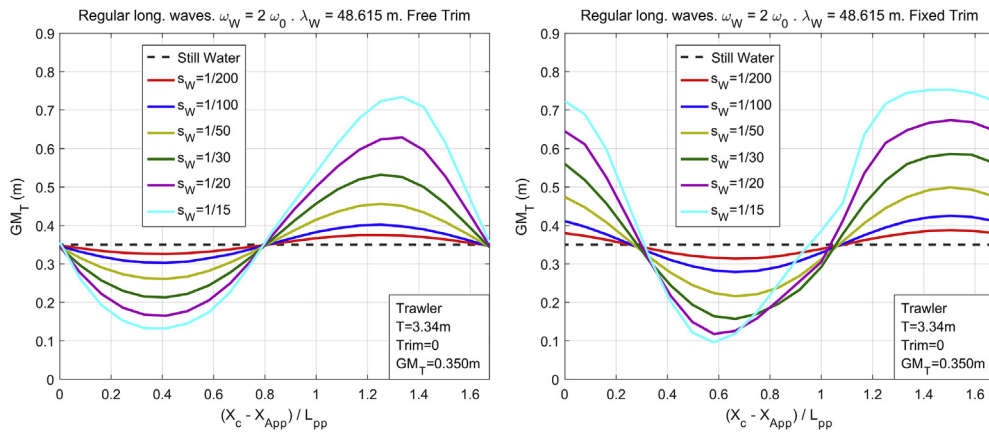 Regular long. waves. ω_W = 2 ω_0 . λ_W = 48.615 m. Free Trim
0.9
0.8
0.7
0.6
0.5
0.4
0.3
0.2
0.1
0
GM_T (m)
Still Water
s_W=1/200
s_W=1/100
s_W=1/50
s_W=1/30
s_W=1/20
s_W=1/15
Trawler
T=3.34m
Trim=0
GM_T=0.350m
0 0.2 0.4 0.6 0.8 1 1.2 1.4 1.6
(X_c - X_App) / L_pp
Regular long. waves. ω_W = 2 ω_0 . λ_W = 48.615 m. Fixed Trim
0.9
0.8
0.7
0.6
0.5
0.4
0.3
0.2
0.1
0
GM_T (m)
Still Water
s_W=1/200
s_W=1/100
s_W=1/50
s_W=1/30
s_W=1/20
s_W=1/15
Trawler
T=3.34m
Trim=0
GM_T=0.350m
0 0.2 0.4 0.6 0.8 1 1.2 1.4 1.6
(X_c - X_App) / L_pp